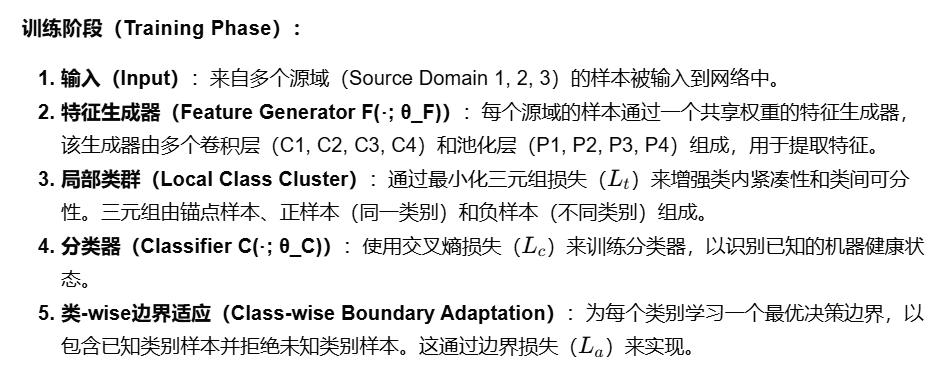 训练阶段（Training Phase）：
1. 输入（Input）：来自多个源域（Source Domain 1, 2, 3）的样本被输入到网络中。
2. 特征生成器（Feature Generator F(·; θ_F)）：每个源域的样本通过一个共享权重的特征生成器，
该生成器由多个卷积层（C1, C2, C3, C4）和池化层（P1, P2, P3, P4）组成，用于提取特征。
3. 局部类群（Local Class Cluster）：通过最小化三元组损失（L_t）来增强类内紧凑性和类间可分
性。三元组由锚点样本、正样本（同一类别）和负样本（不同类别）组成。
4. 分类器（Classifier C(·; θ_C)）：使用交叉熵损失（L_c）来训练分类器，以识别已知的机器健康状
态。
5. 类-wise边界适应（Class-wise Boundary Adaptation）：为每个类别学习一个最优决策边界，以
包含已知类别样本并拒绝未知类别样本。这通过边界损失（L_a）来实现。